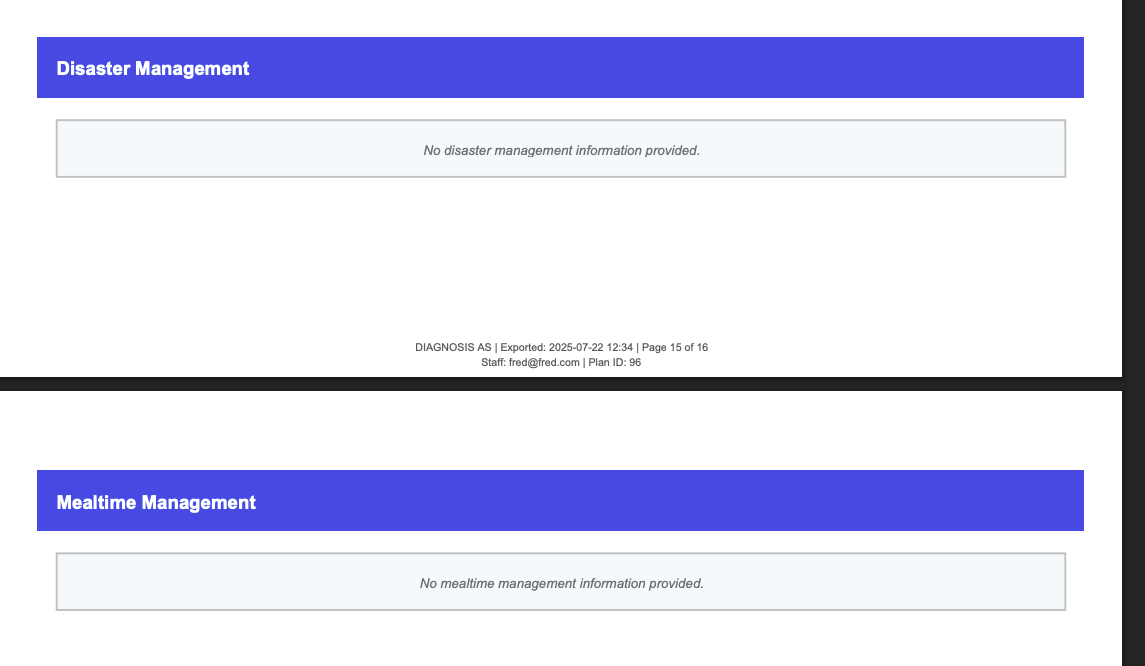 Disaster Management
No disaster management information provided.
DIAGNOSIS AS | Exported: 2025-07-22 12:34 | Page 15 of 16
Staff: fred@fred.com | Plan ID: 96
Mealtime Management
No mealtime management information provided.